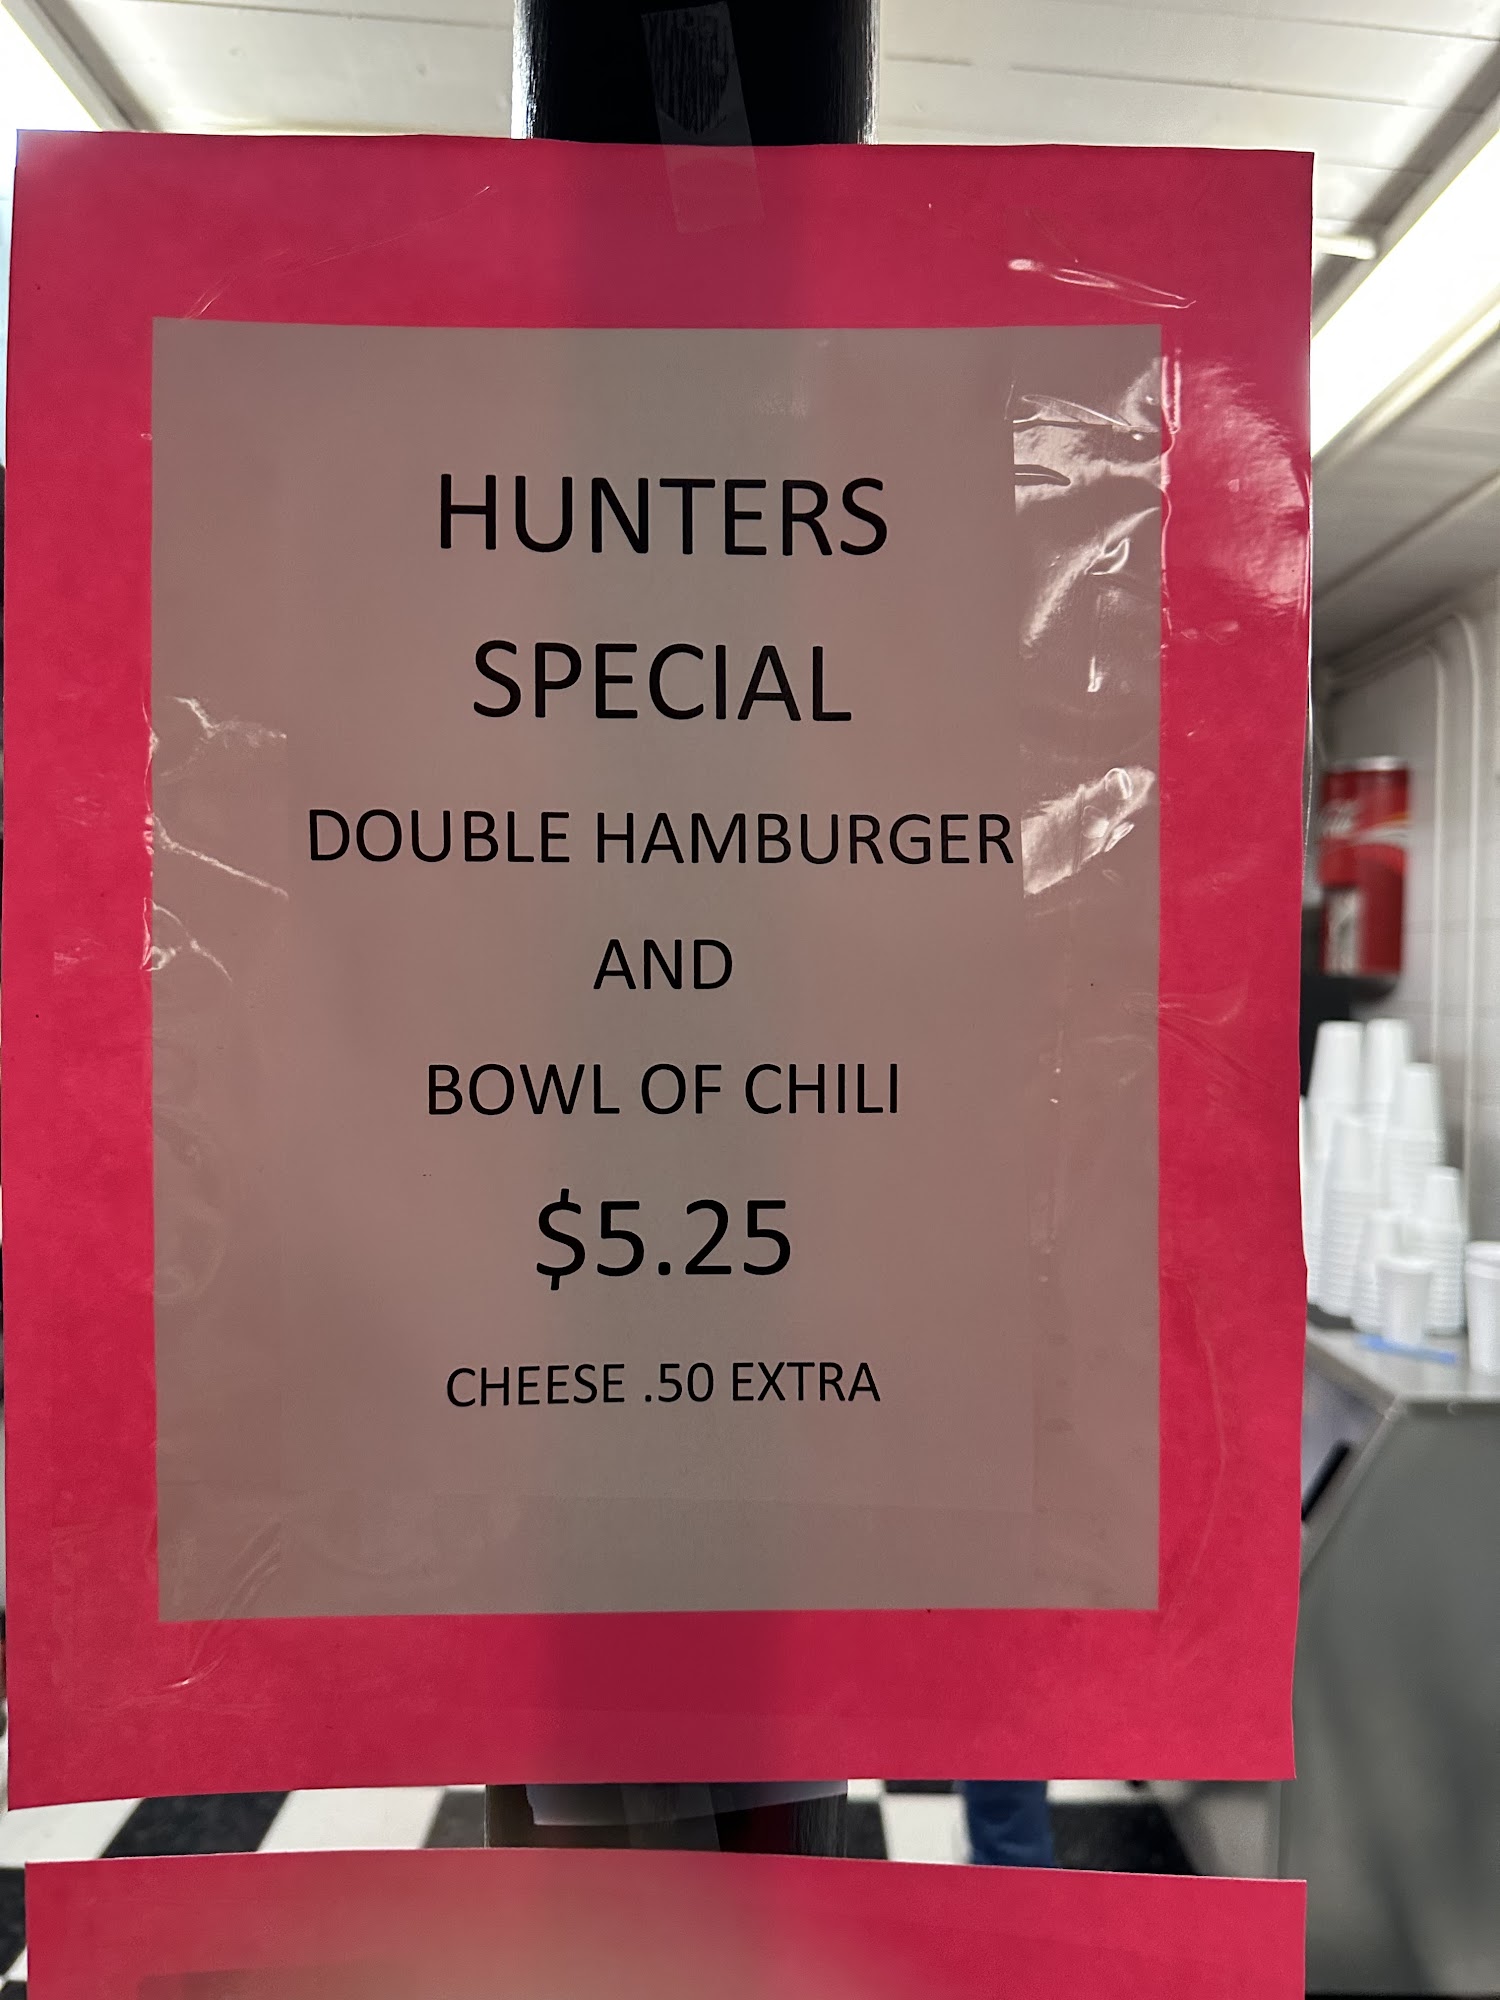 HUNTERS
SPECIAL
DOUBLE HAMBURGER
AND
BOWL OF CHILI
$5.25
CHEESE .50 EXTRA